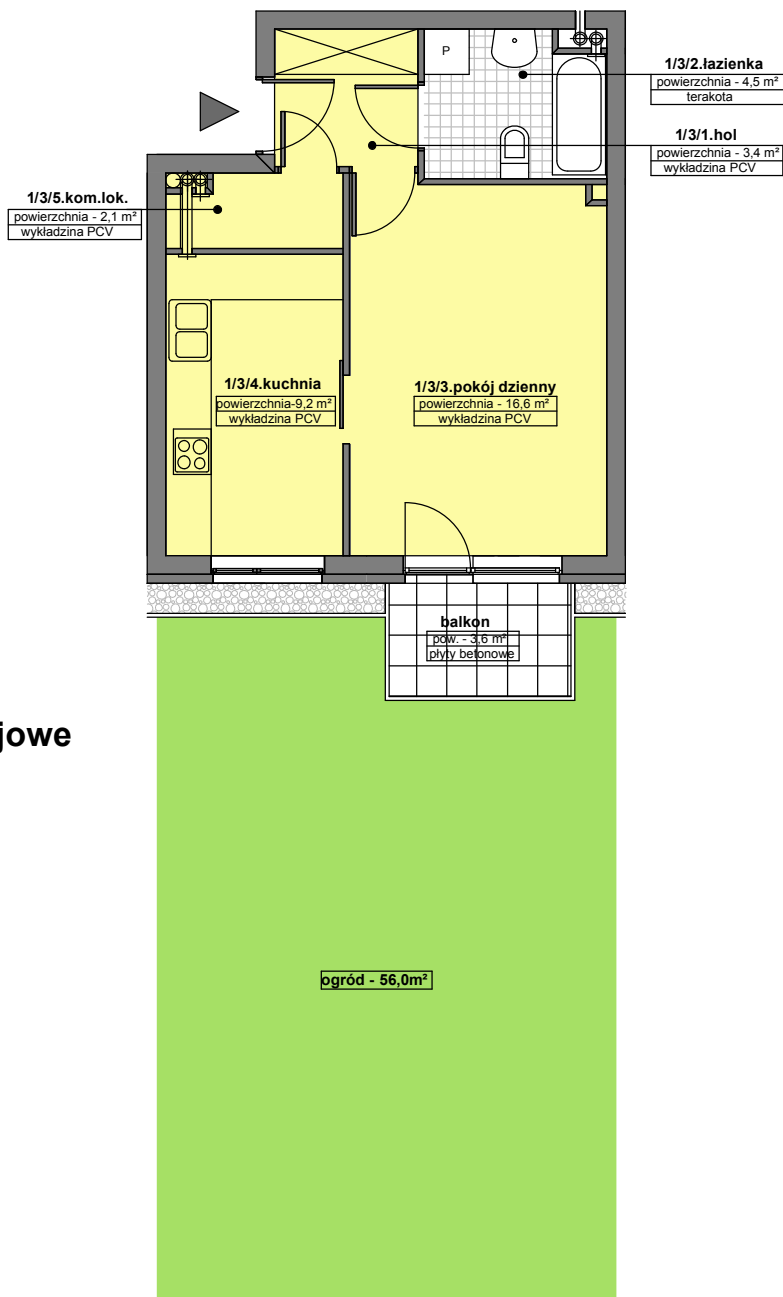 1/3/2.łazienka
powierzchnia - 4,5 m²
terakota
P
1/3/1.hol
powierzchnia - 3,4 m²
wykładzina PCV
1/3/5.kom.lok.
powierzchnia - 2,1 m²
wykładzina PCV
1/3/4.kuchnia
powierzchnia-9,2 m²
wykładzina PCV
1/3/3.pokój dzienny
powierzchnia - 16,6 m²
wykładzina PCV
balkon
pow. - 3,6 m²
płyty betonowe
jowe
ogród - 56,0m²